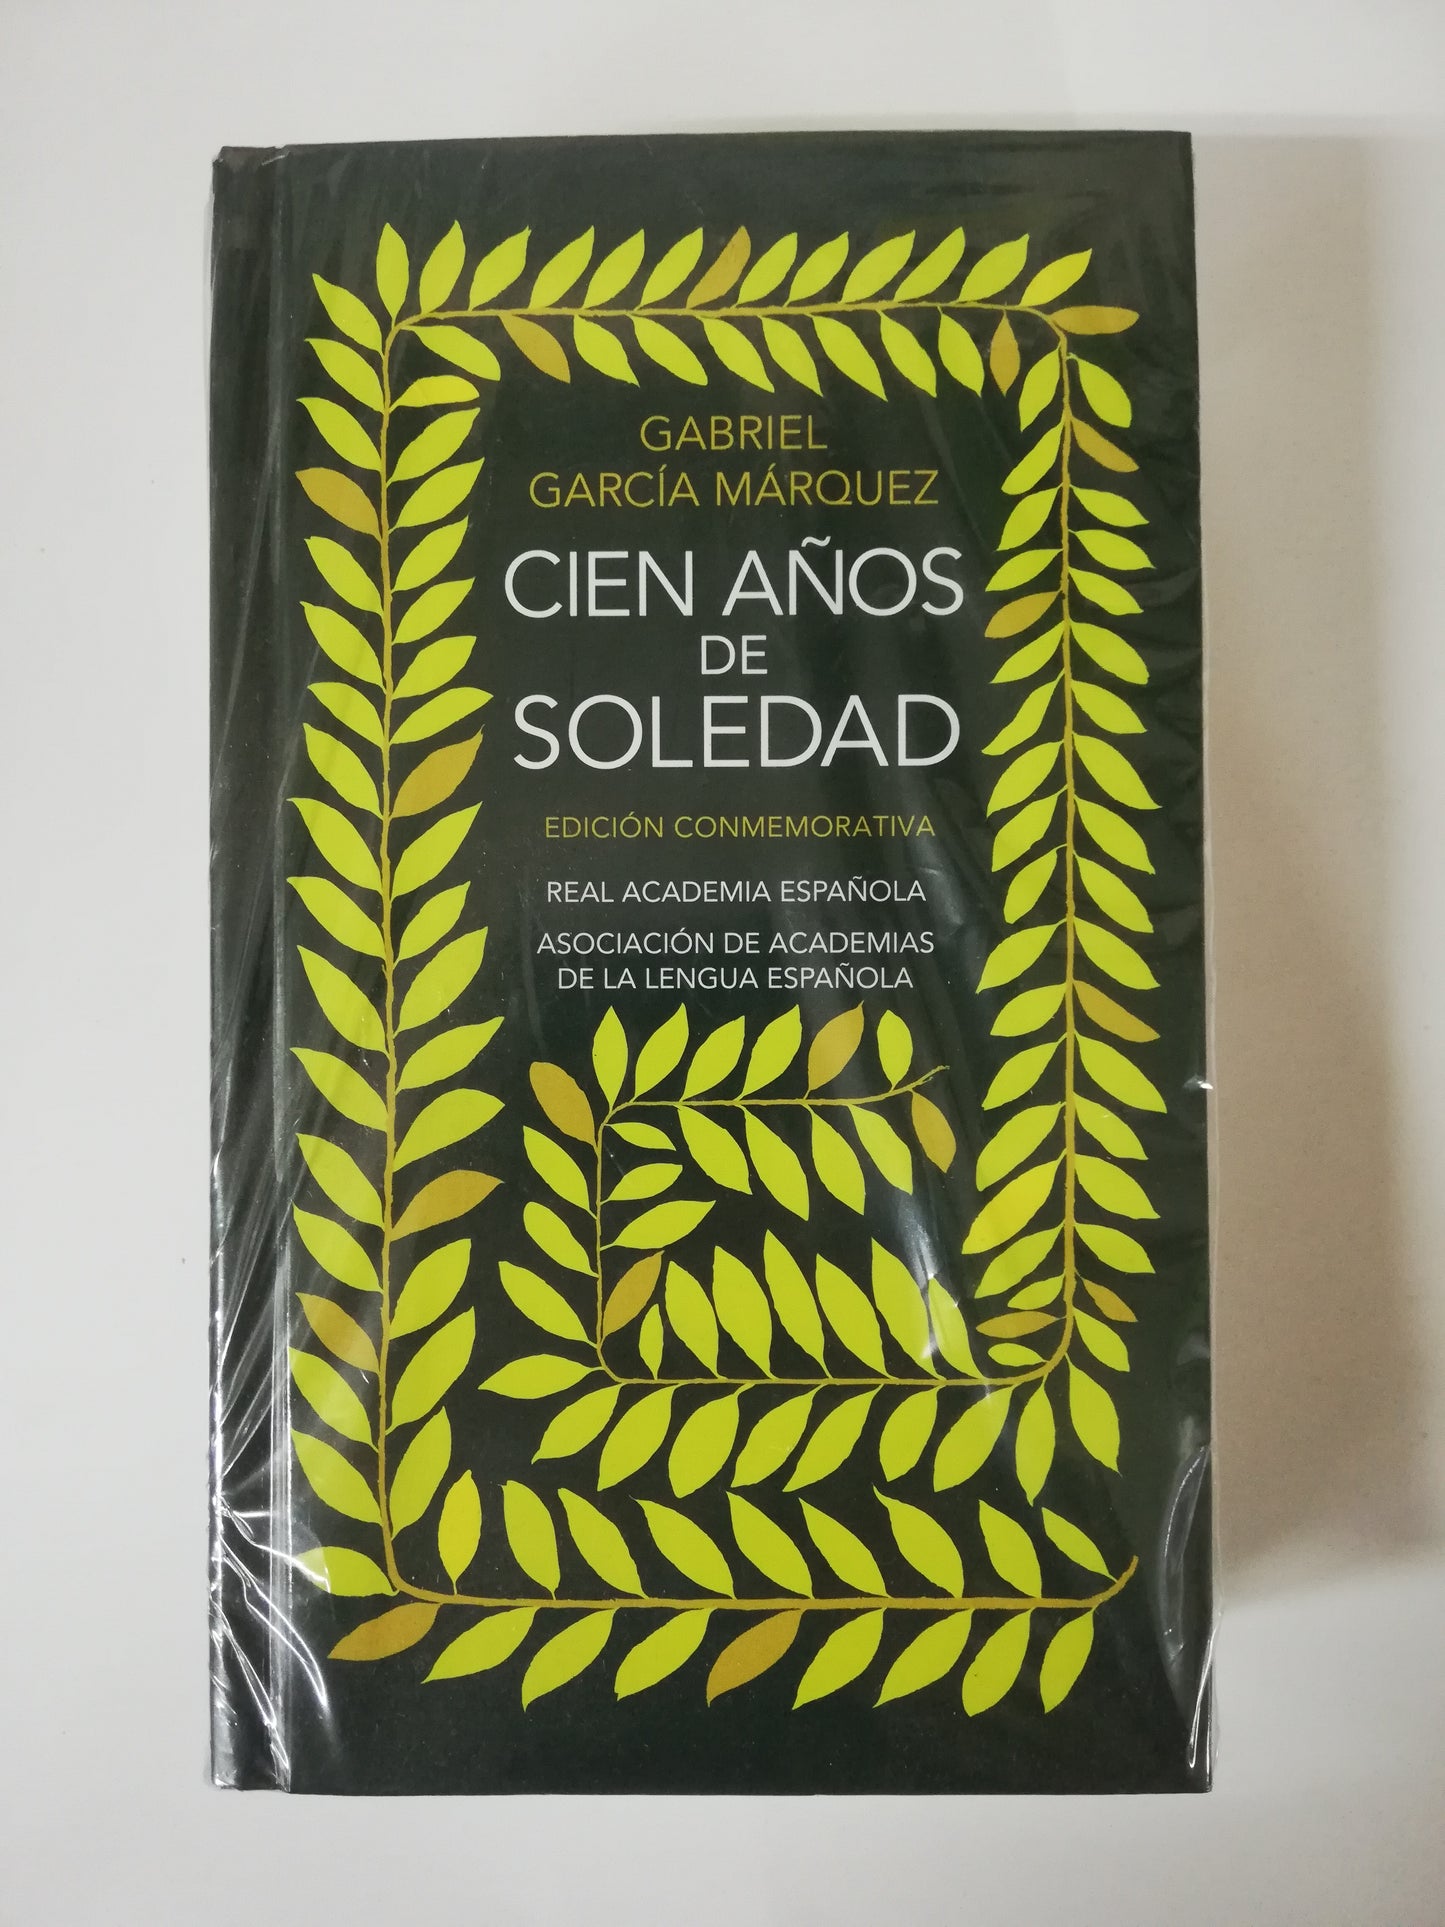 GABRIEL
GARCÍA MÁRQUEZ
CIEN AÑOS
DE
SOLEDAD
EDICIÓN CONMEMORATIVA
REAL ACADEMIA ESPAÑOLA
ASOCIACIÓN DE ACADEMIAS
DE LA LENGUA ESPAÑOLA